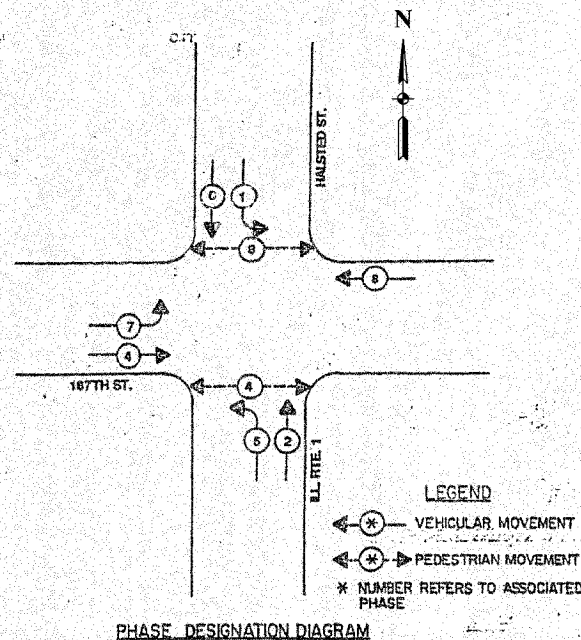 N
HALSTED ST.
6
1
8
8
7
4
167TH ST.
4
5
2
ILL. RTE. 1
LEGEND
* VEHICULAR MOVEMENT
* PEDESTRIAN MOVEMENT
* NUMBER REFERS TO ASSOCIATED
PHASE
PHASE DESIGNATION DIAGRAM